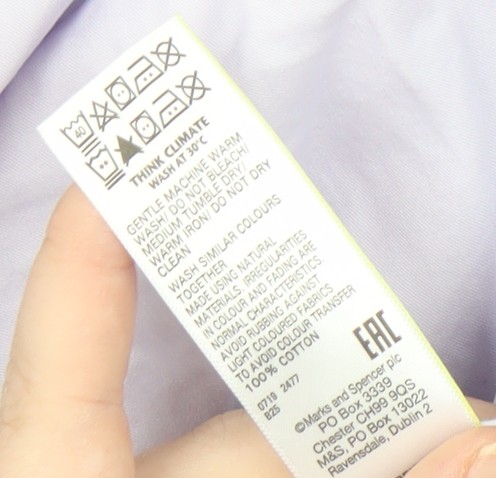 40
THINK CLIMATE
WASH AT 30°C
GENTLE MACHINE WARM
WASH/ DO NOT BLEACH/
MEDIUM TUMBLE DRY/
WARM IRON/ DO NOT DRY
CLEAN
WASH SIMILAR COLOURS
TOGETHER
MADE USING NATURAL
MATERIALS, IRREGULARITIES
IN COLOUR AND FADING ARE
NORMAL CHARACTERISTICS.
AVOID RUBBING AGAINST
LIGHT COLOURED FABRICS
TO AVOID COLOUR TRANSFER
100% COTTON
0719 2477
B25
EAC
©Marks and Spencer plc
PO Box 3339
Chester CH99 9QS
M&S, PO Box 13022
Ravensdale, Dublin 2